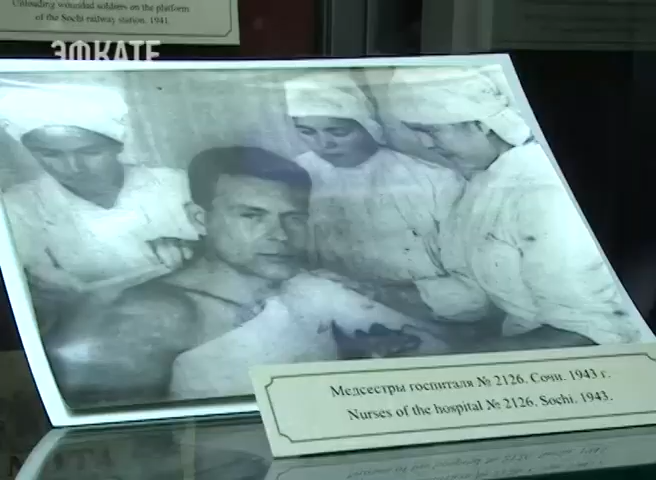 Unloading wounded soldiers on the platform
of the Sochi railway station. 1941.
ЭФКАТЕ
Медсестры госпиталя № 2126. Сочи. 1943 г.
Nurses of the hospital № 2126. Sochi. 1943.